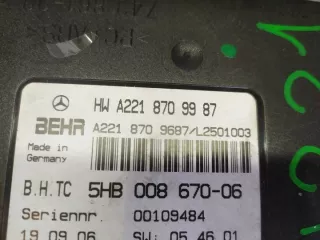 HW A221 870 99 87
BEHR A221 870 9687/L2501003
Made in
Germany
B.H.TC 5HB 008 670-06
Seriennr. 00109484
19.09.06 SW: 05.46.01